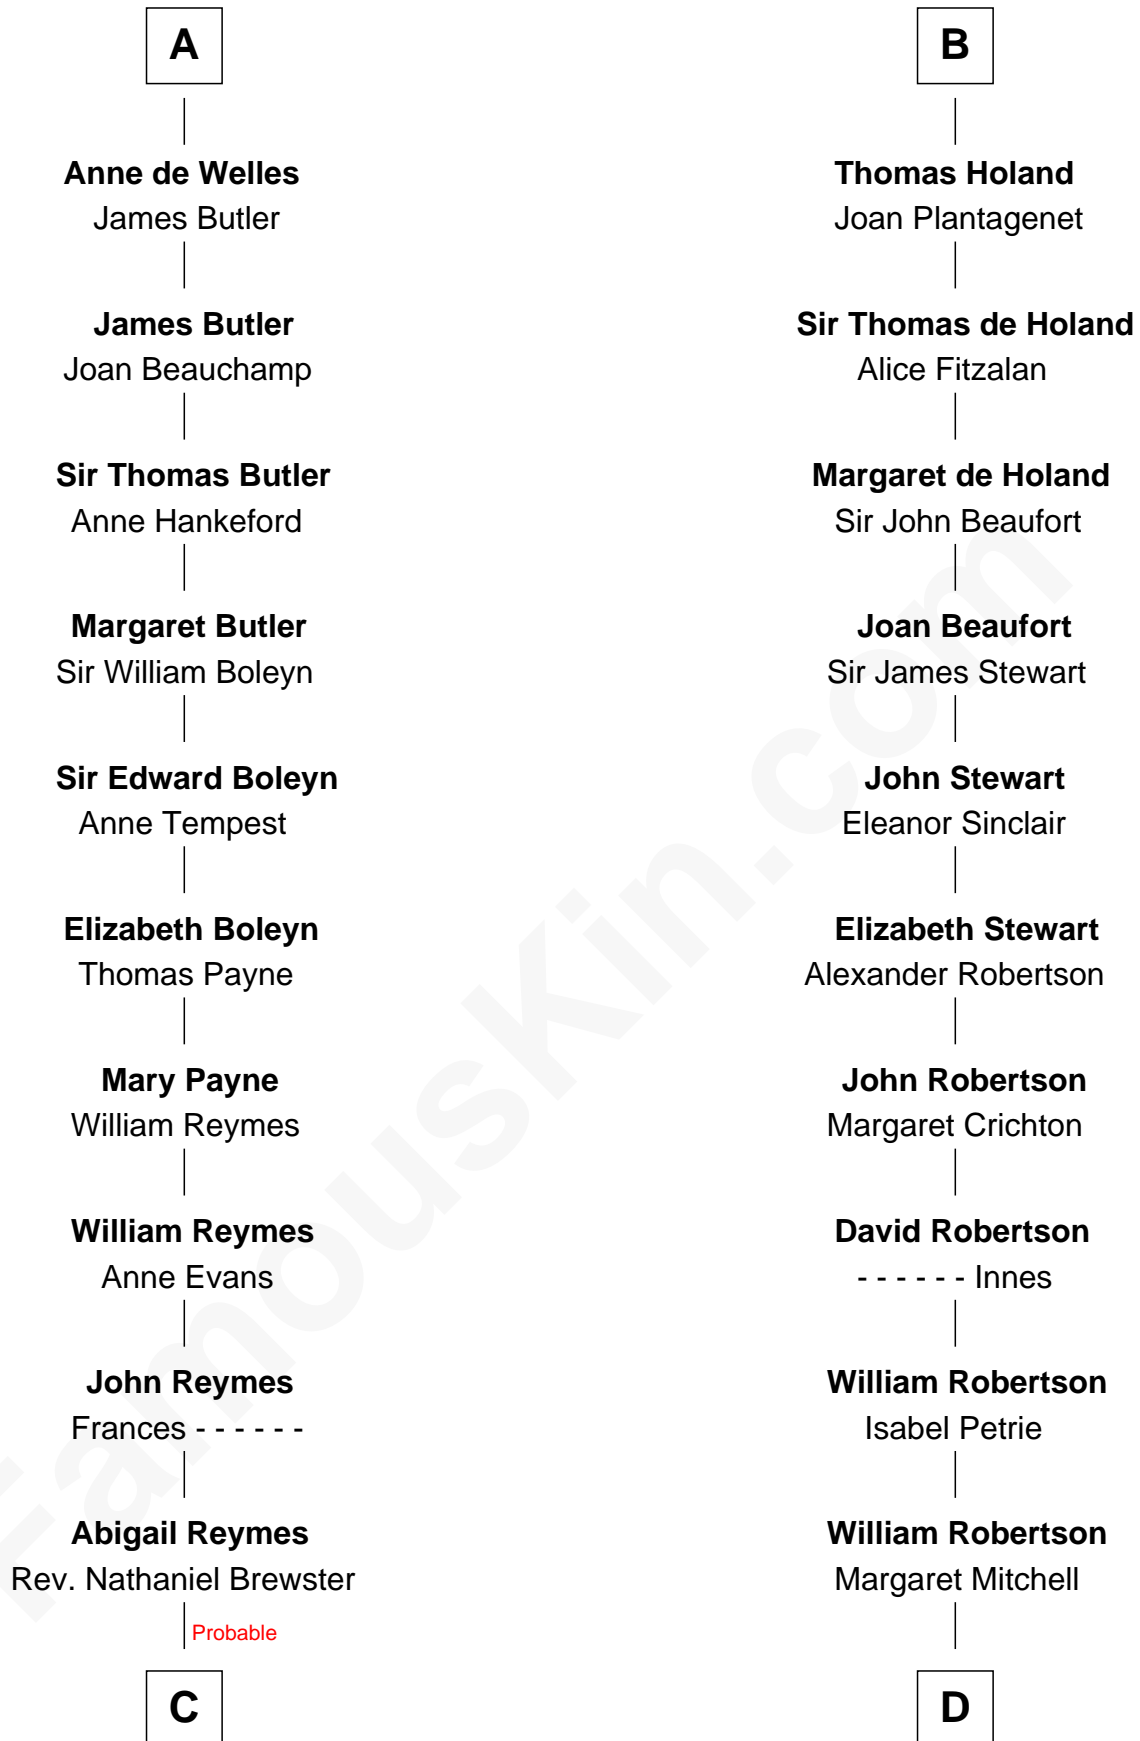 A
Anne de Welles
James Butler
James Butler
Joan Beauchamp
Sir Thomas Butler
Anne Hankeford
Margaret Butler
Sir William Boleyn
Sir Edward Boleyn
Anne Tempest
Elizabeth Boleyn
Thomas Payne
Mary Payne
William Reymes
William Reymes
Anne Evans
John Reymes
Frances - - - - - -
Abigail Reymes
Rev. Nathaniel Brewster
Probable
C
B
Thomas Holand
Joan Plantagenet
Sir Thomas de Holand
Alice Fitzalan
Margaret de Holand
Sir John Beaufort
Joan Beaufort
Sir James Stewart
John Stewart
Eleanor Sinclair
Elizabeth Stewart
Alexander Robertson
John Robertson
Margaret Crichton
David Robertson
- - - - - - Innes
William Robertson
Isabel Petrie
William Robertson
Margaret Mitchell
D
FamousKin.com